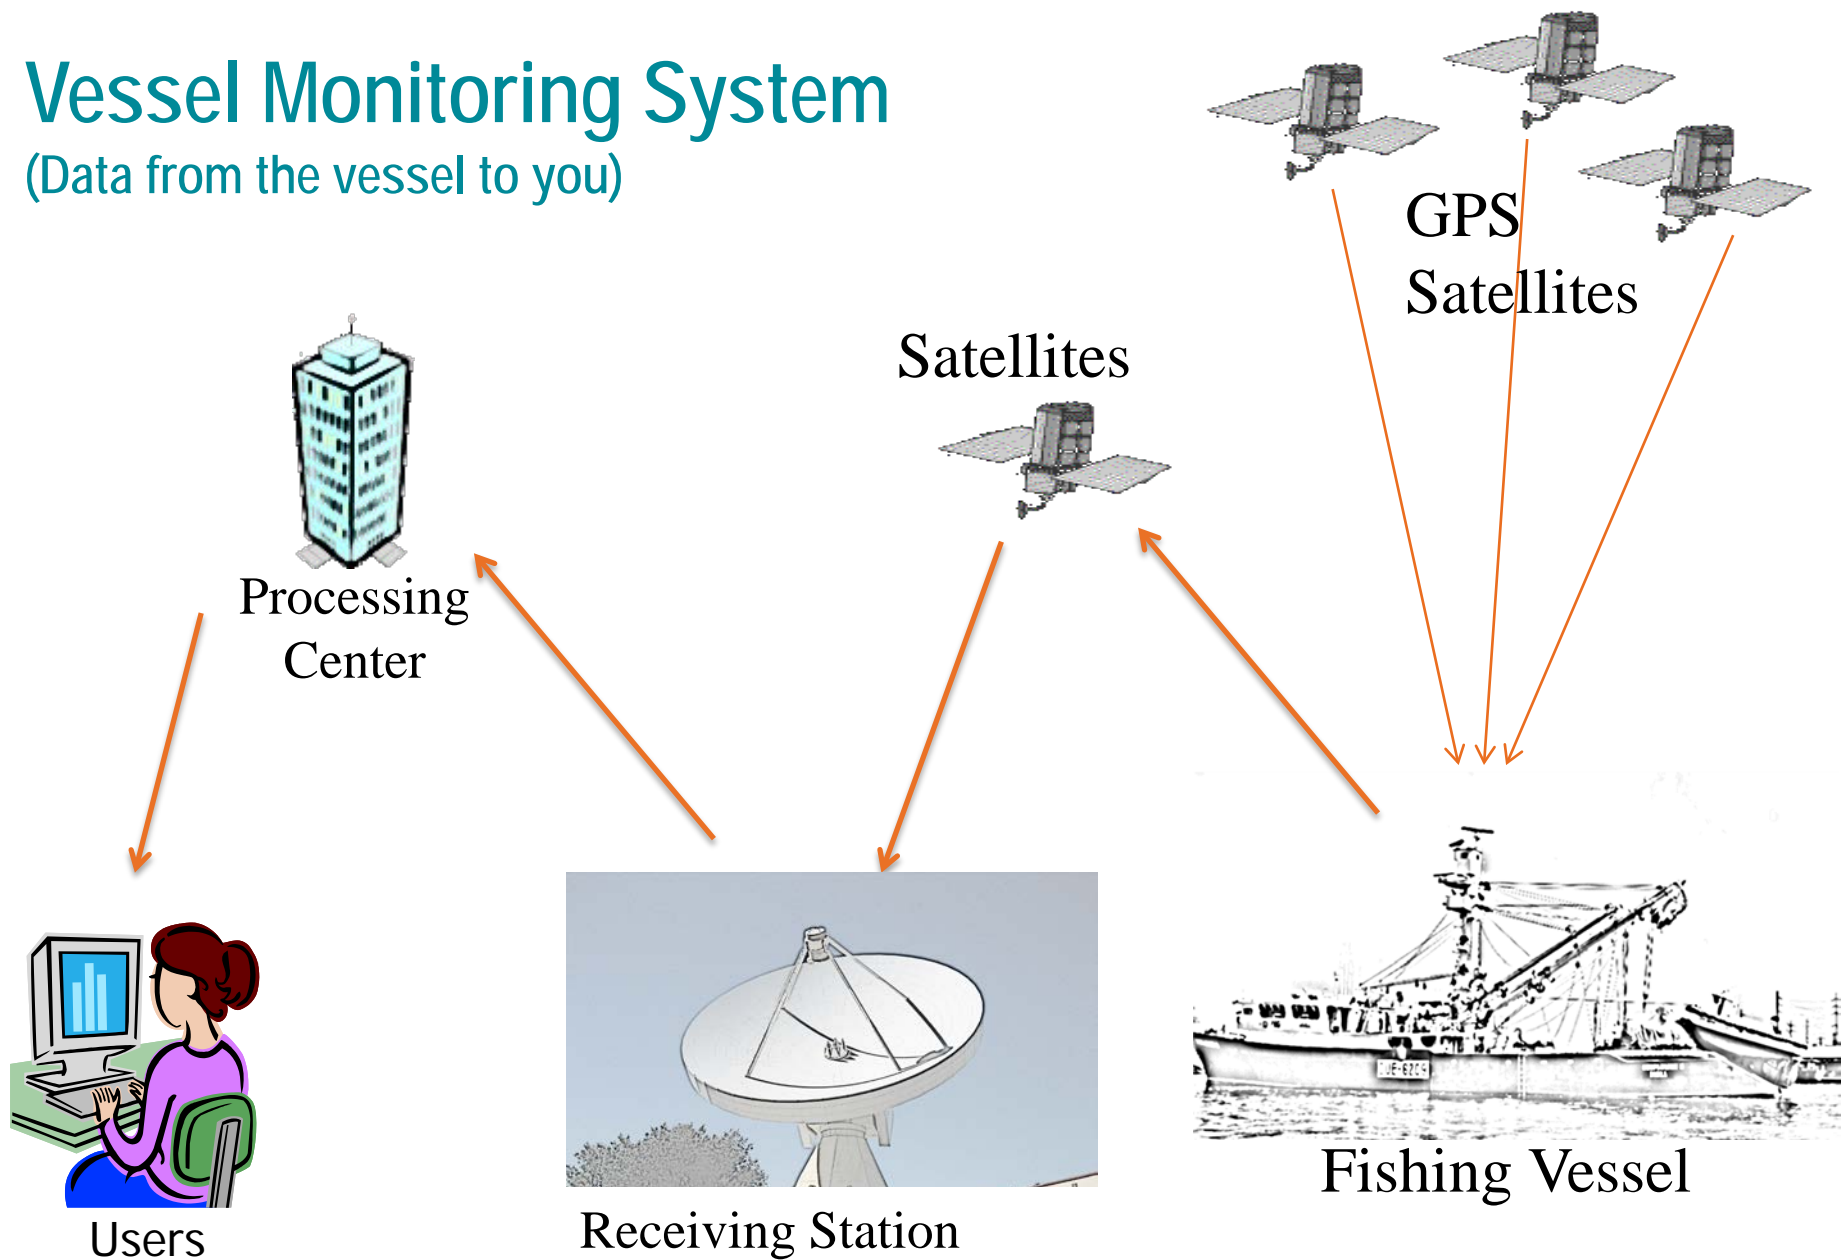 Vessel Monitoring System
(Data from the vessel to you)
GPS
Satellites
Satellites
Processing
Center
Fishing Vessel
Receiving Station
Users